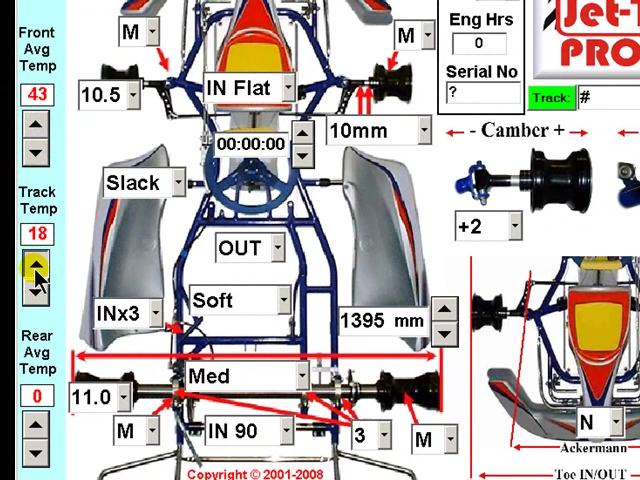 Front
Avg
Temp
43
Track
Temp
18
Rear
Avg
Temp
0
M
M
10.5
IN Flat
10mm
00:00:00
Slack
OUT
INx3
Soft
1395 mm
Med
11.0
M
IN 90
3
M
Copyright © 2001-2008
Eng Hrs
0
Serial No
?
Jet-
PRO
Track:
#
- Camber +
+2
N
Ackermann
Toe IN/OUT